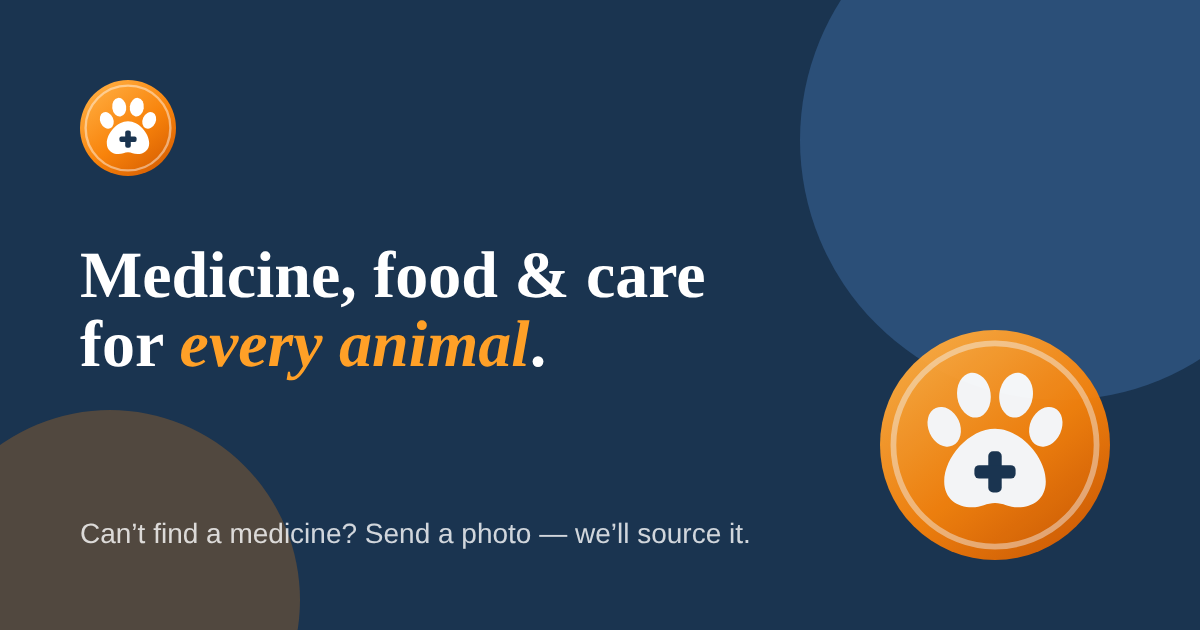 Medicine, food & care
for every animal.
Can’t find a medicine? Send a photo — we’ll source it.